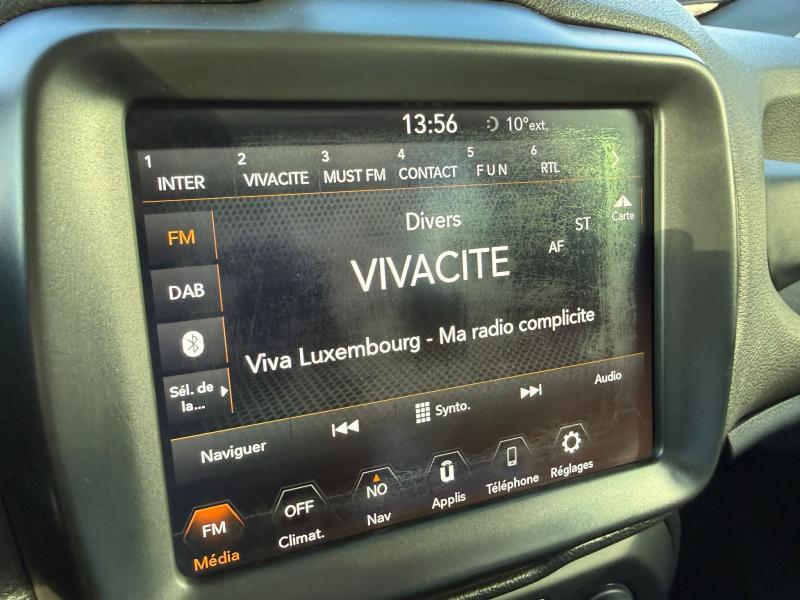 13:56 10°ext.
1 INTER 2 VIVACITE 3 MUST FM 4 CONTACT 5 FUN 6 RTL
Carte
FM
Divers
ST
AF
VIVACITE
DAB
Viva Luxembourg - Ma radio complicite
Sél. de
la...
Naviguer Synto. Audio
FM OFF NO
Média Climat. Nav Applis Téléphone Réglages